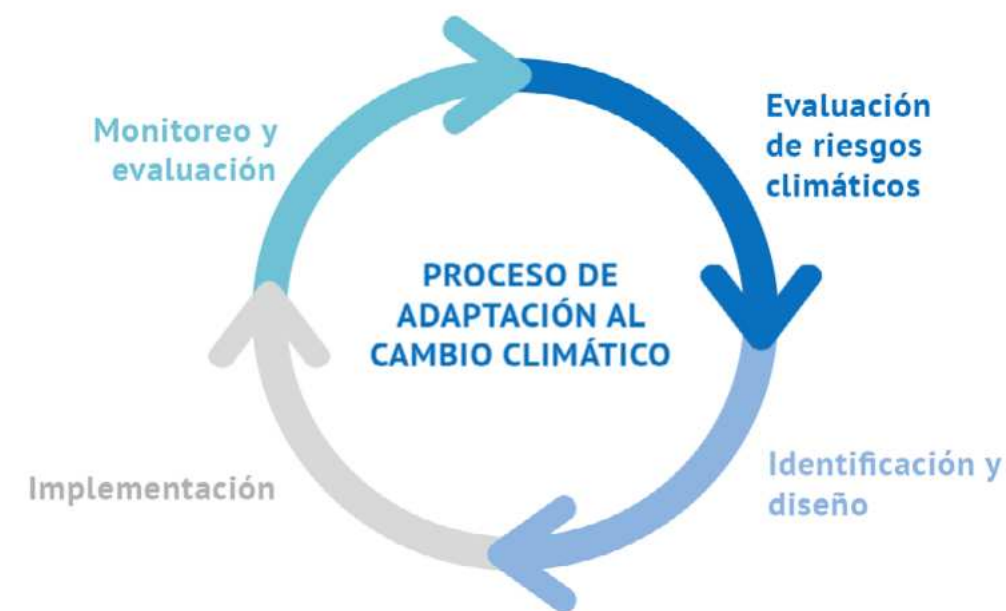 Monitoreo y
evaluación
Evaluación
de riesgos
climáticos
PROCESO DE
ADAPTACIÓN AL
CAMBIO CLIMÁTICO
Implementación
Identificación y
diseño